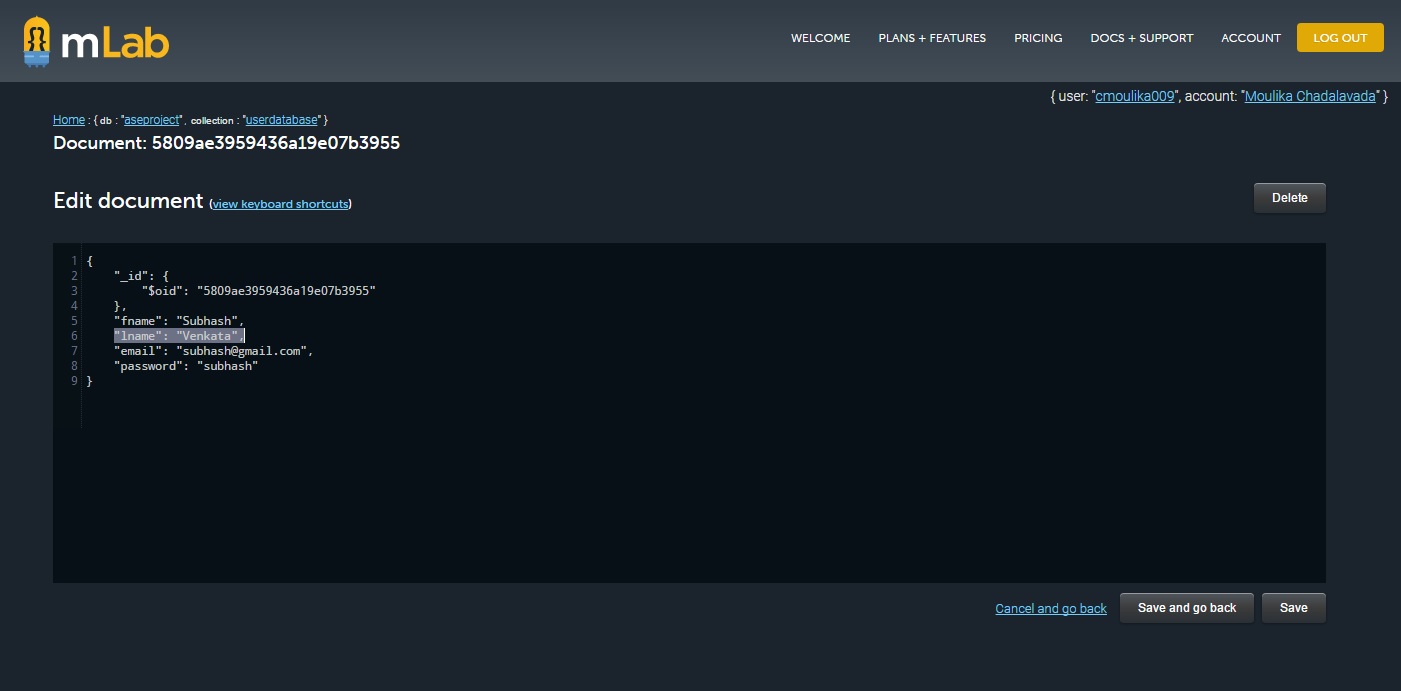 mLab
WELCOME PLANS + FEATURES PRICING DOCS + SUPPORT ACCOUNT LOG OUT
{ user: "cmoulika009", account: "Moulika Chadalavada" }
Home : { db : "aseproject", collection : "userdatabase" }
Document: 5809ae3959436a19e07b3955
Edit document (view keyboard shortcuts)
Delete
1 {
2 "_id": {
3 "$oid": "5809ae3959436a19e07b3955"
4 },
5 "fname": "Subhash",
6 "lname": "Venkata",
7 "email": "subhash@gmail.com",
8 "password": "subhash"
9 }
Cancel and go back Save and go back Save